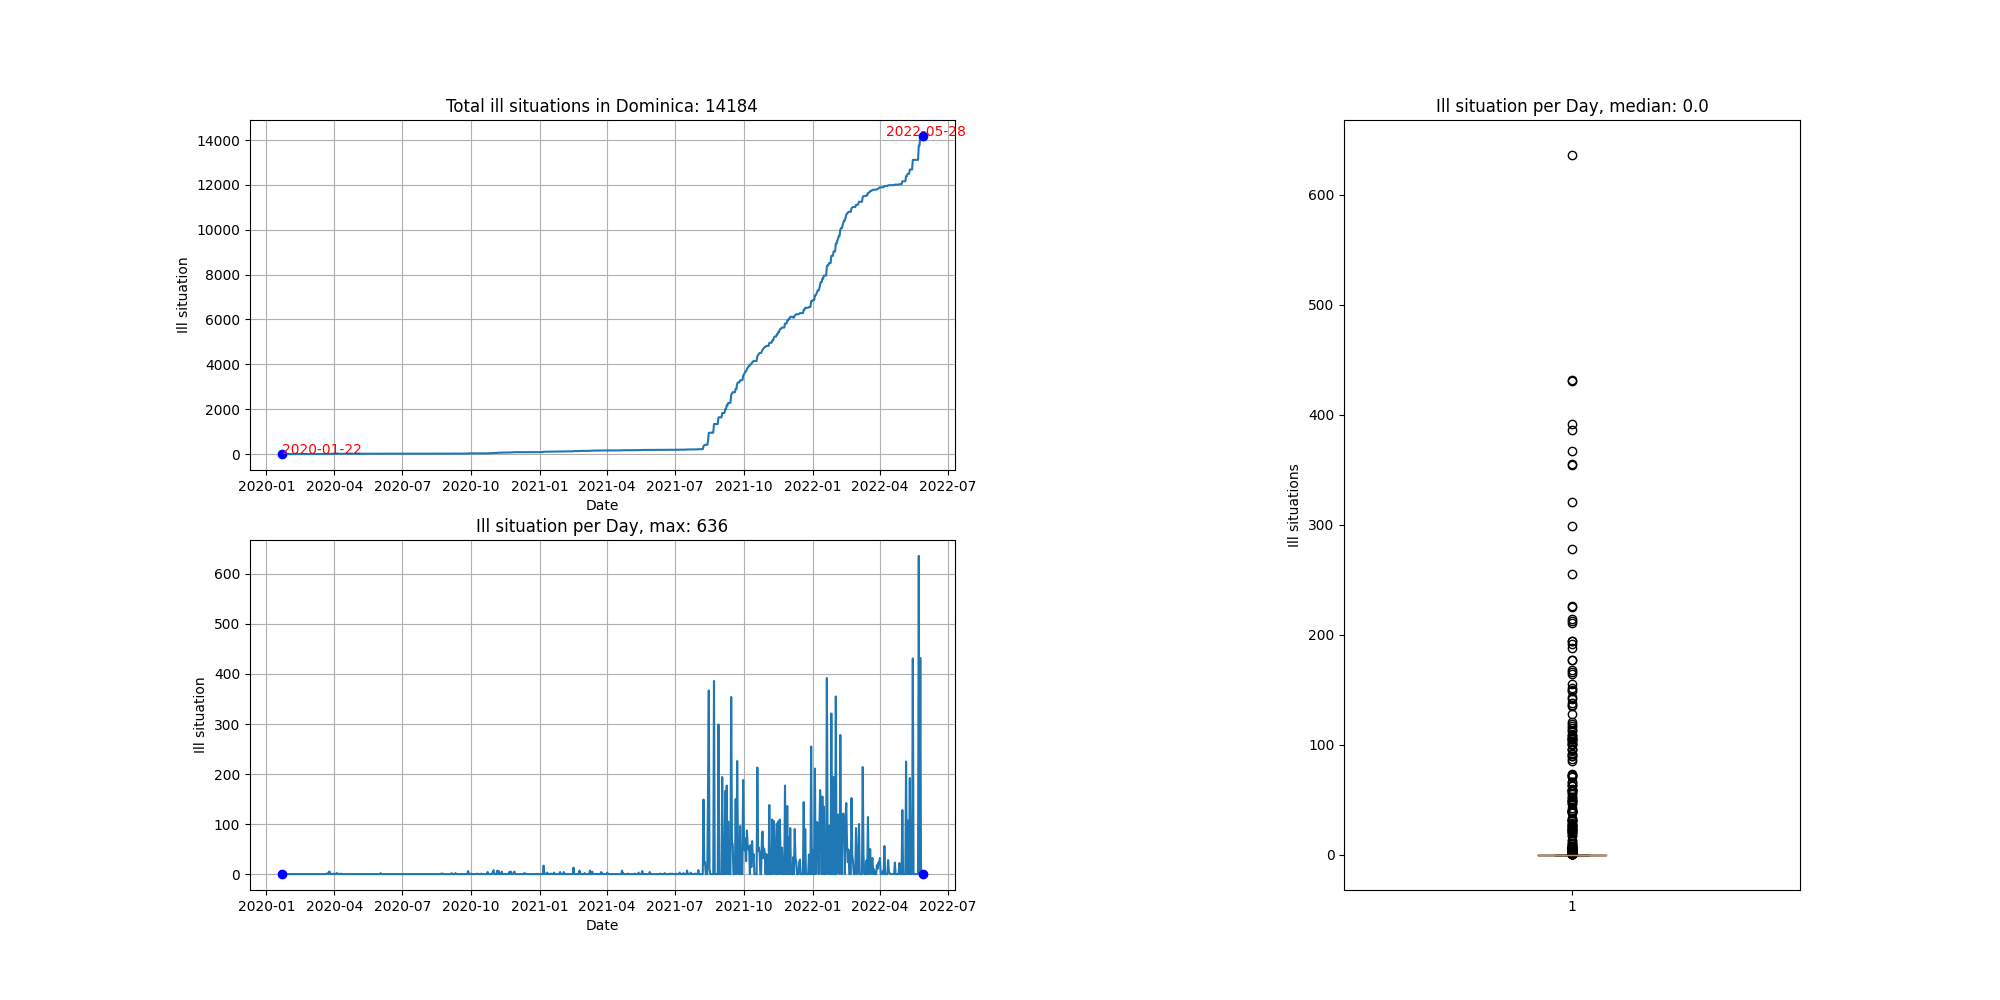 Total ill situations in Dominica: 14184
Ill situation
14000
12000
10000
8000
6000
4000
2000
0
2022-05-28
2020-01-22
2020-01 2020-04 2020-07 2020-10 2021-01 2021-04 2021-07 2021-10 2022-01 2022-04 2022-07
Date
Ill situation per Day, max: 636
Ill situation
600
500
400
300
200
100
0
2020-01 2020-04 2020-07 2020-10 2021-01 2021-04 2021-07 2021-10 2022-01 2022-04 2022-07
Date
Ill situation per Day, median: 0.0
Ill situations
600
500
400
300
200
100
0
1